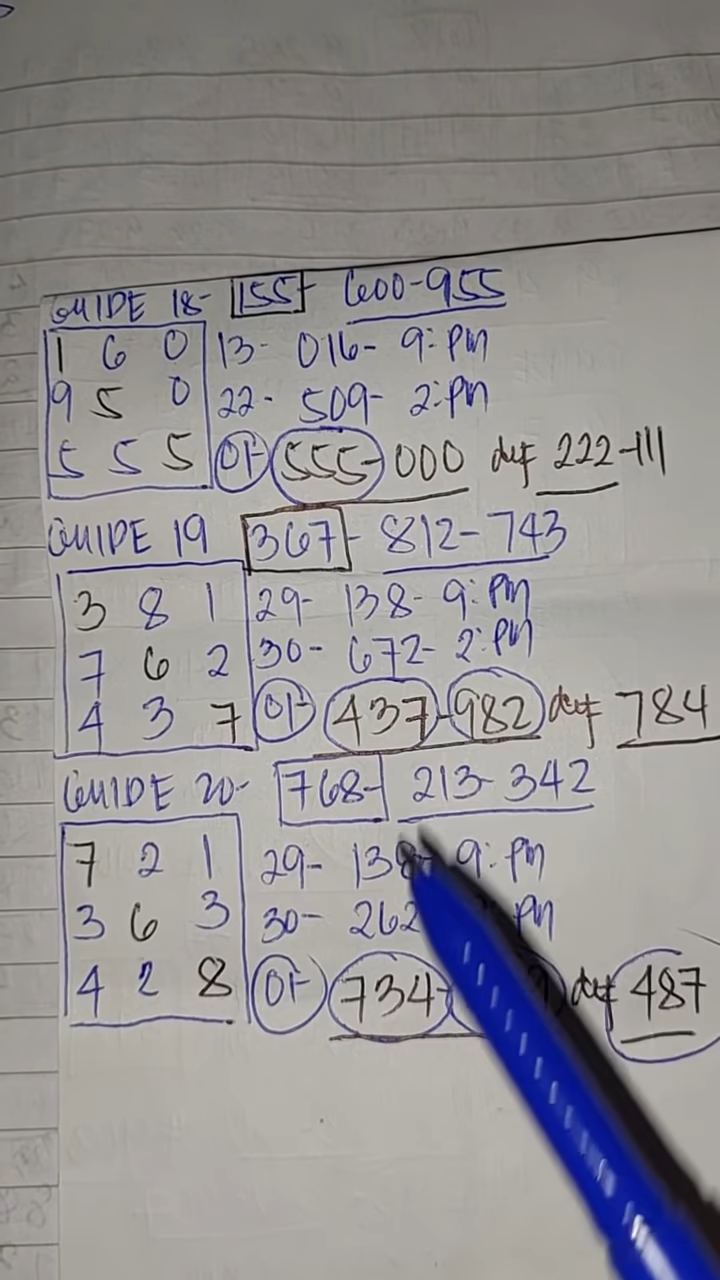 GUIDE 18- 155- 600-955
1 6 0 13- 016- 9:PM
9 5 0 22- 509- 2:PM
5 5 5 OF 555-000 def 222-111
GUIDE 19 367- 812-743
3 8 1 29- 138- 9:PM
7 6 2 30- 672- 2:PM
4 3 7 OF 437-982 def 784
GUIDE 20- 768- 213-342
7 2 1 29- 138- 9:PM
3 6 3 30- 262 PM
4 2 8 OF 734- def 487